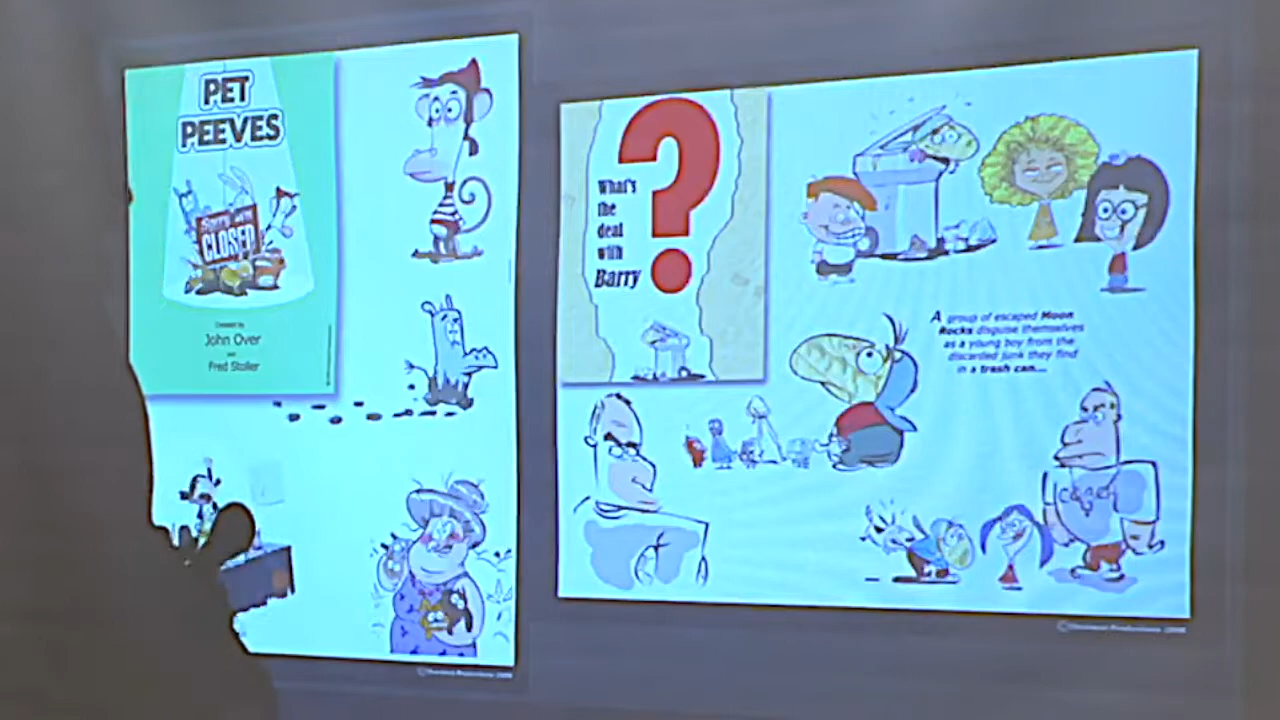 PET
PEEVES
Sorry we're
CLOSED
Created by
John Over
and
Fred Stoller
?
What's
the
deal
with
Barry
A group of escaped Moon
Rocks disguise themselves
as a young boy from the
discarded junk they find
in a trash can...